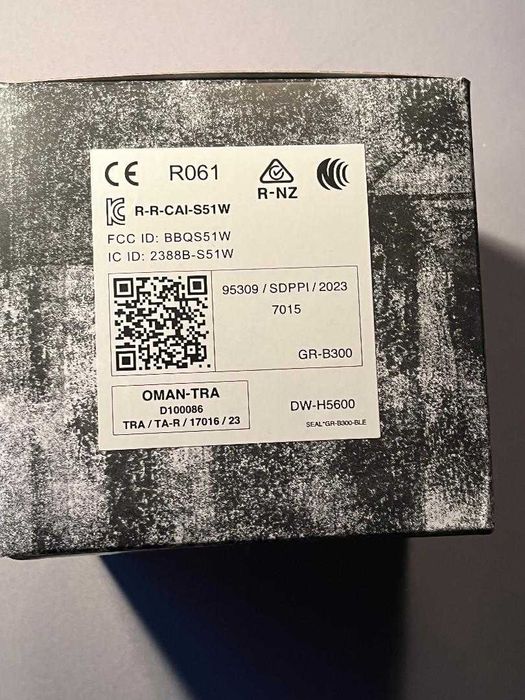 CE R061
R-NZ
R-R-CAI-S51W
FCC ID: BBQS51W
IC ID: 2388B-S51W
95309 / SDPPI / 2023
7015
GR-B300
OMAN-TRA
D100086
TRA / TA-R / 17016 / 23
DW-H5600
SEAL*GR-B300-BLE